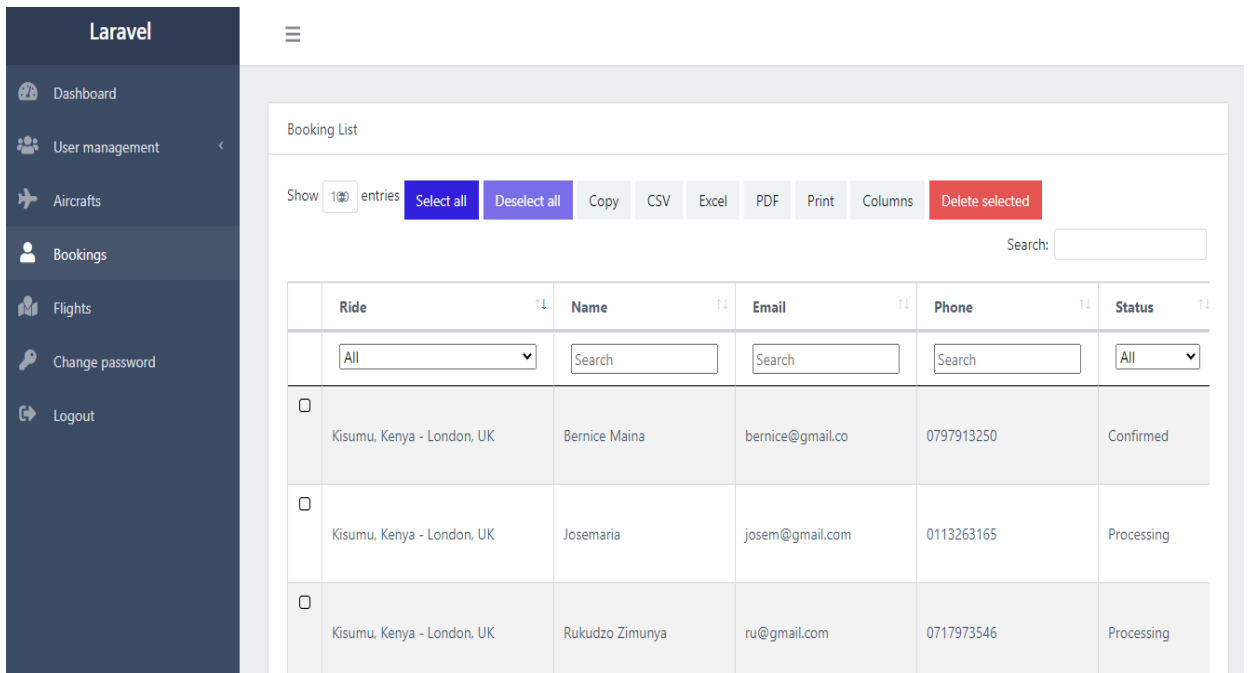 Laravel
Dashboard
User management
Aircrafts
Bookings
Flights
Change password
Logout
Booking List
Show 100 entries Select all Deselect all Copy CSV Excel PDF Print Columns Delete selected
Search:
Ride Name Email Phone Status
All Search Search Search All
Kisumu, Kenya - London, UK Bernice Maina bernice@gmail.co 0797913250 Confirmed
Kisumu, Kenya - London, UK Josemaria josem@gmail.com 0113263165 Processing
Kisumu, Kenya - London, UK Rukudzo Zimunya ru@gmail.com 0717973546 Processing